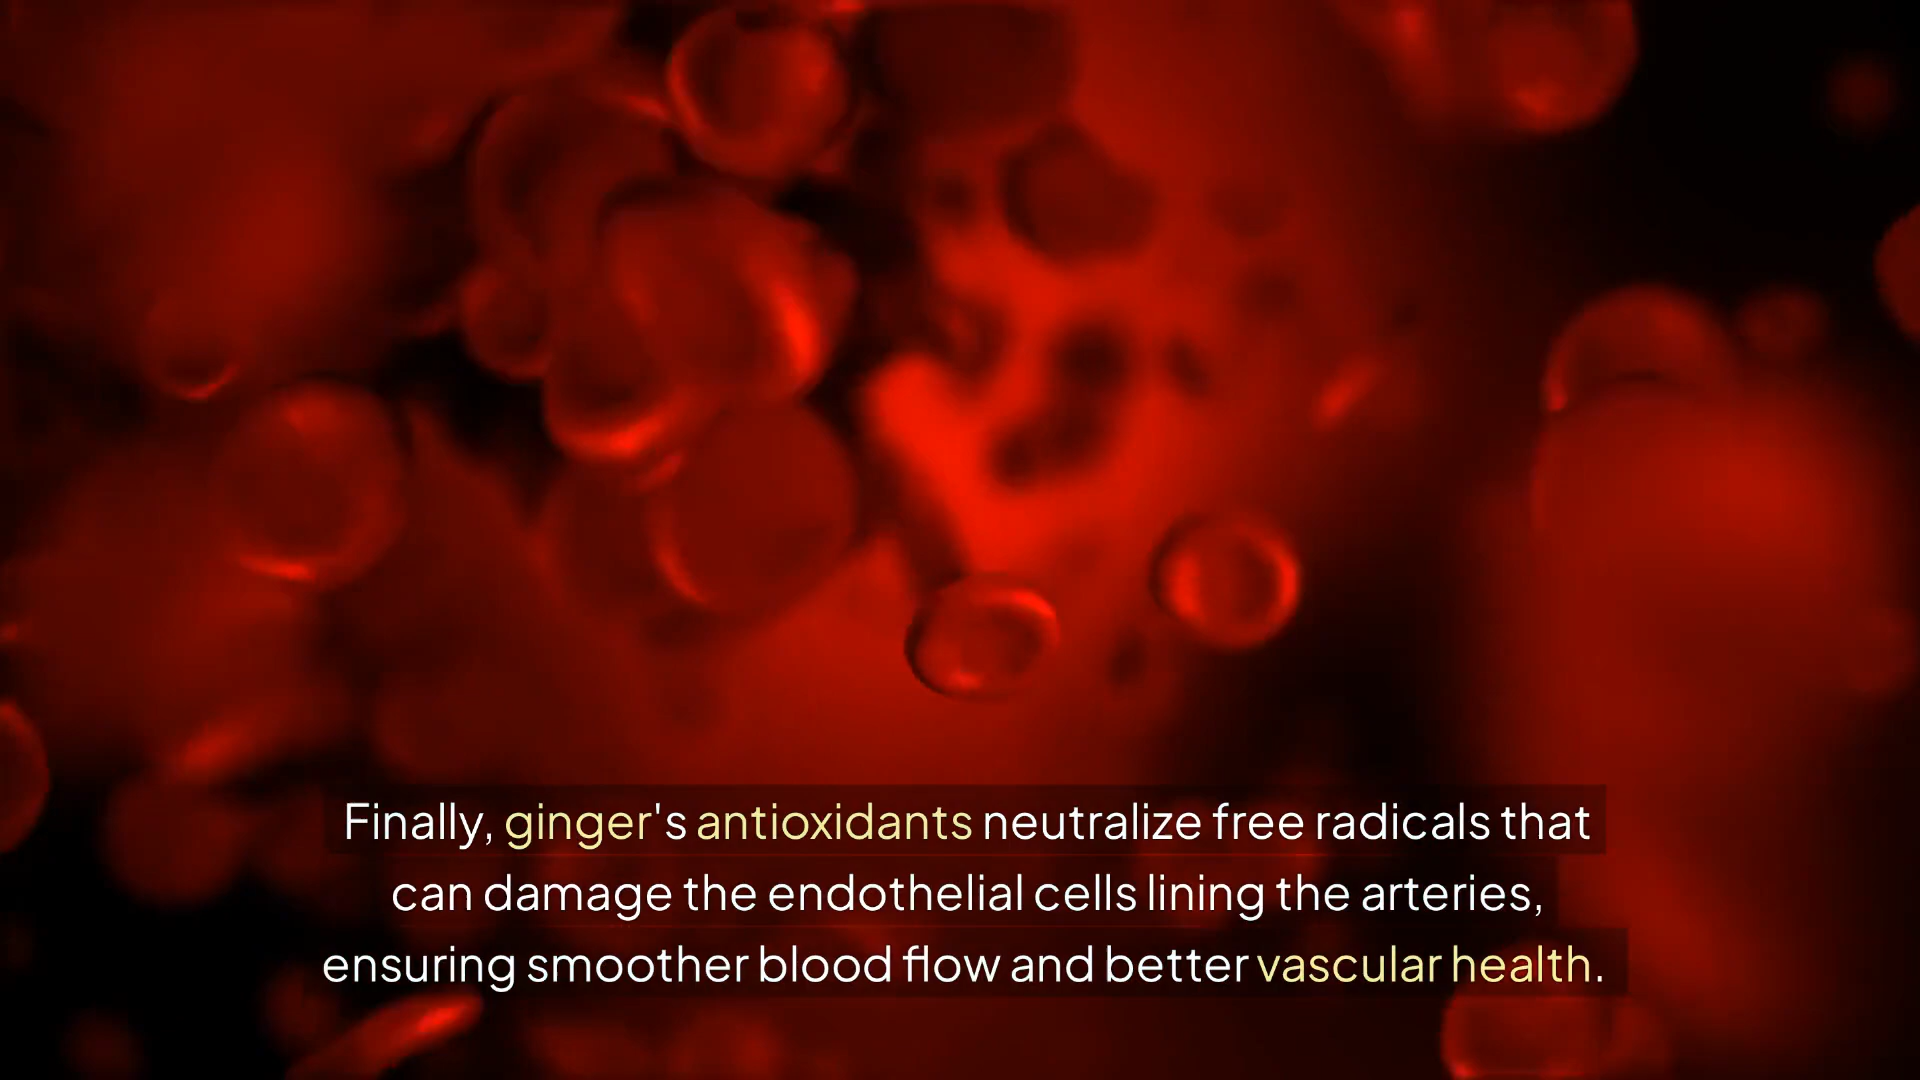 Finally, ginger's antioxidants neutralize free radicals that
can damage the endothelial cells lining the arteries,
ensuring smoother blood flow and better vascular health.